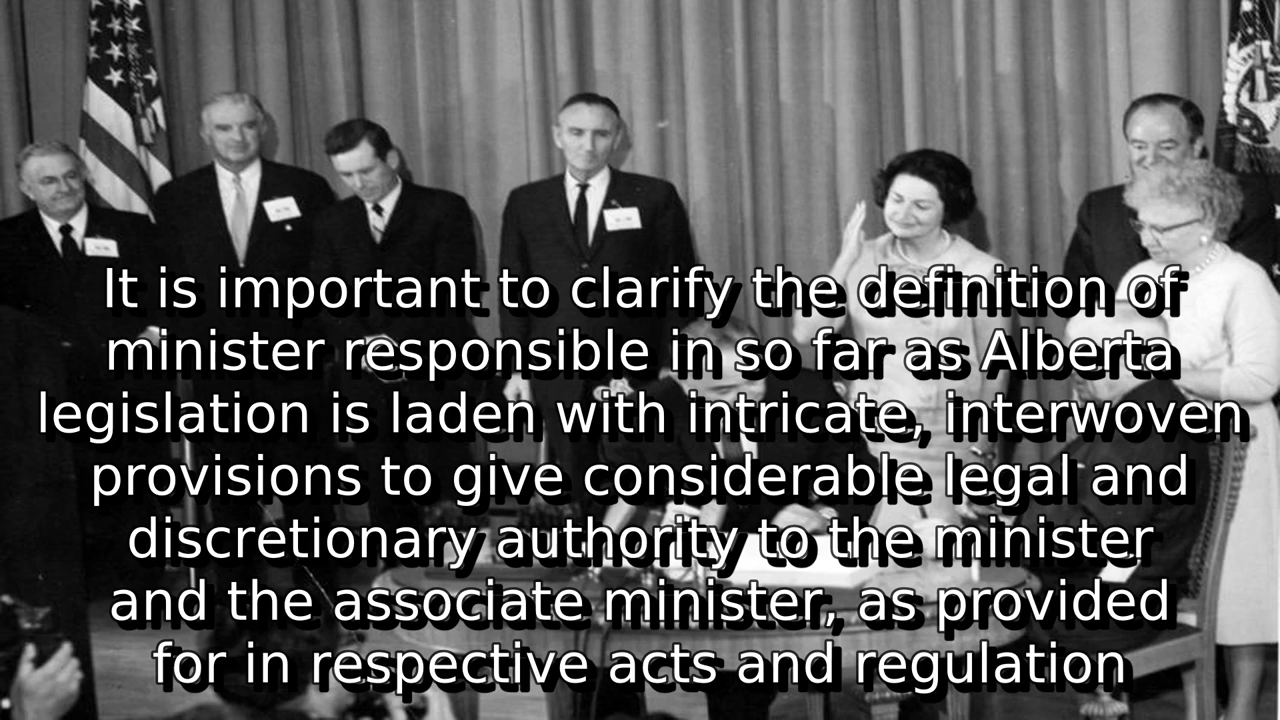 It is important to clarify the definition of
minister responsible in so far as Alberta
legislation is laden with intricate, interwoven
provisions to give considerable legal and
discretionary authority to the minister
and the associate minister, as provided
for in respective acts and regulation